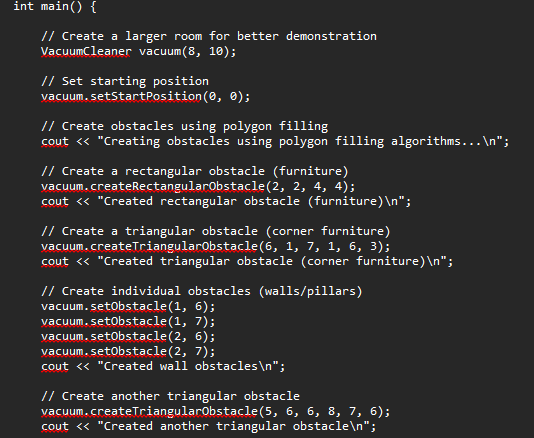 int main() {
// Create a larger room for better demonstration
VacuumCleaner vacuum(8, 10);
// Set starting position
vacuum.setStartPosition(0, 0);
// Create obstacles using polygon filling
cout << "Creating obstacles using polygon filling algorithms...\n";
// Create a rectangular obstacle (furniture)
vacuum.createRectangularObstacle(2, 2, 4, 4);
cout << "Created rectangular obstacle (furniture)\n";
// Create a triangular obstacle (corner furniture)
vacuum.createTriangularObstacle(6, 1, 7, 1, 6, 3);
cout << "Created triangular obstacle (corner furniture)\n";
// Create individual obstacles (walls/pillars)
vacuum.setObstacle(1, 6);
vacuum.setObstacle(1, 7);
vacuum.setObstacle(2, 6);
vacuum.setObstacle(2, 7);
cout << "Created wall obstacles\n";
// Create another triangular obstacle
vacuum.createTriangularObstacle(5, 6, 6, 8, 7, 6);
cout << "Created another triangular obstacle\n";